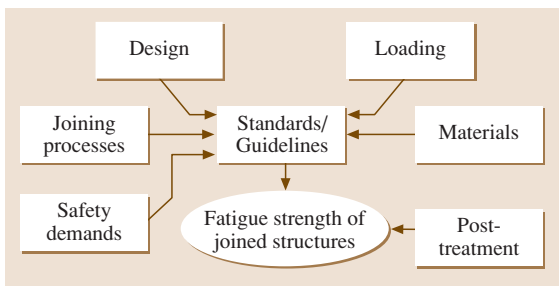 Design
Loading
Joining
processes
Standards/
Guidelines
Materials
Safety
demands
Fatigue strength of
joined structures
Post-
treatment